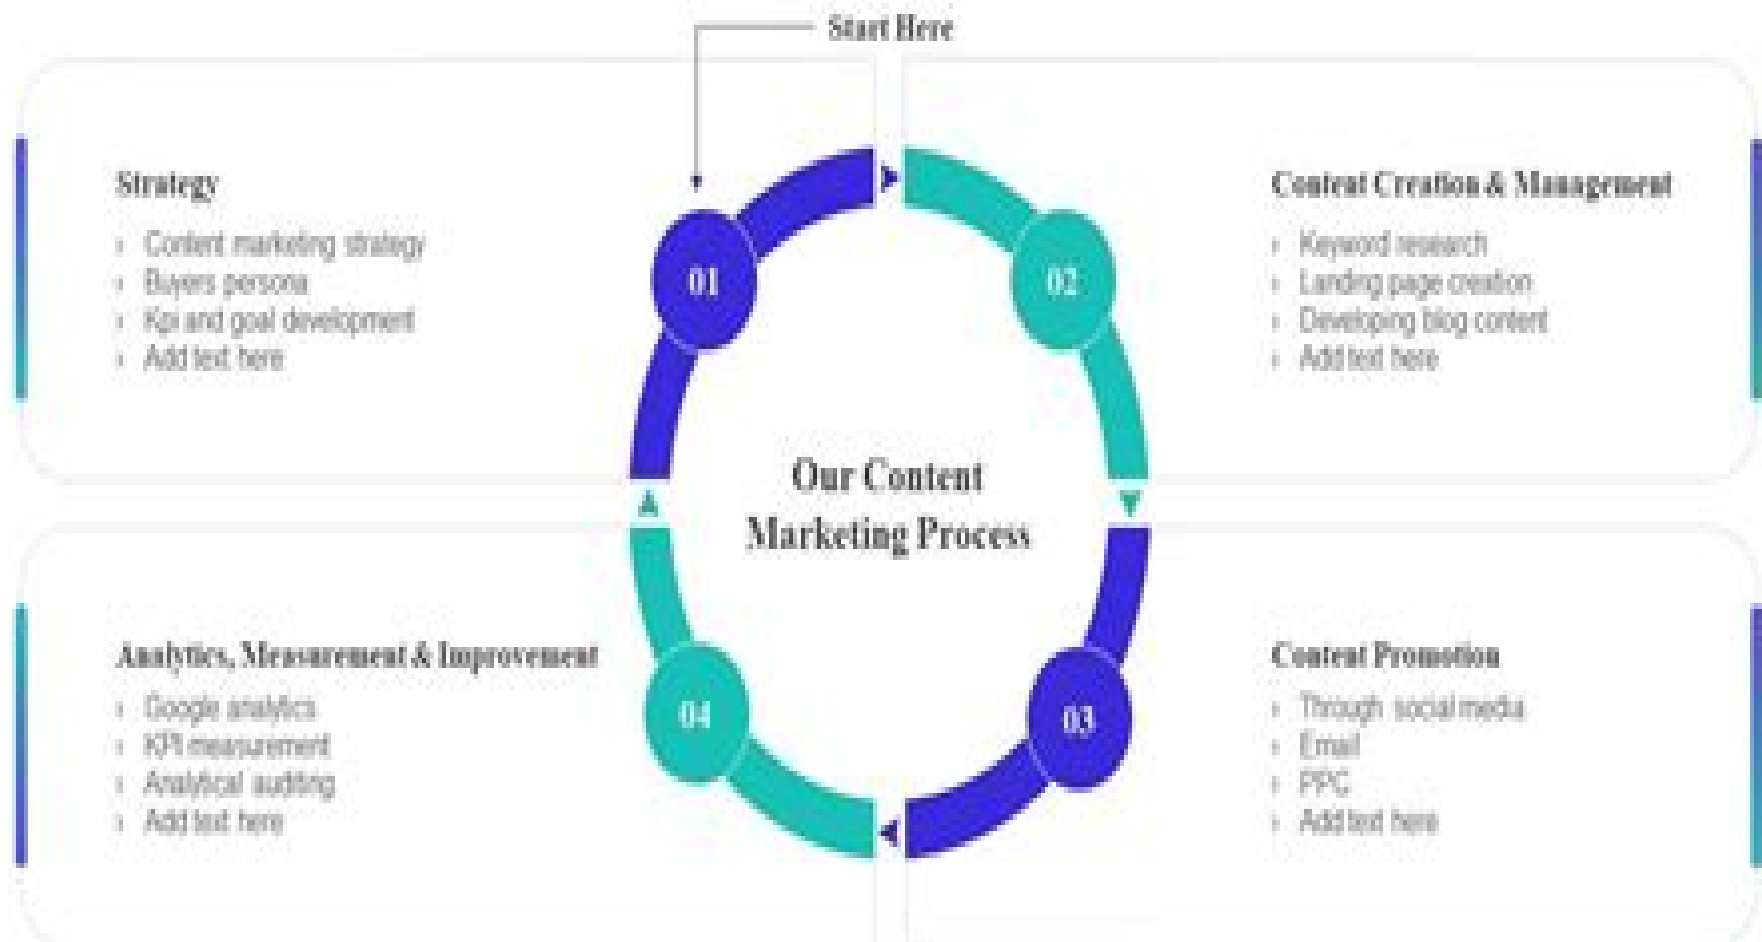 Start Here
Strategy
Content marketing strategy
Buyers persona
Kpi and goal development
Add text here
01
02
Content Creation & Management
Keyword research
Landing page creation
Developing blog content
Add text here
Our Content
Marketing Process
Analytics, Measurement & Improvement
Google analytics
KPI measurement
Analytical auditing
Add text here
04
03
Content Promotion
Through social media
Email
PPC
Add text here